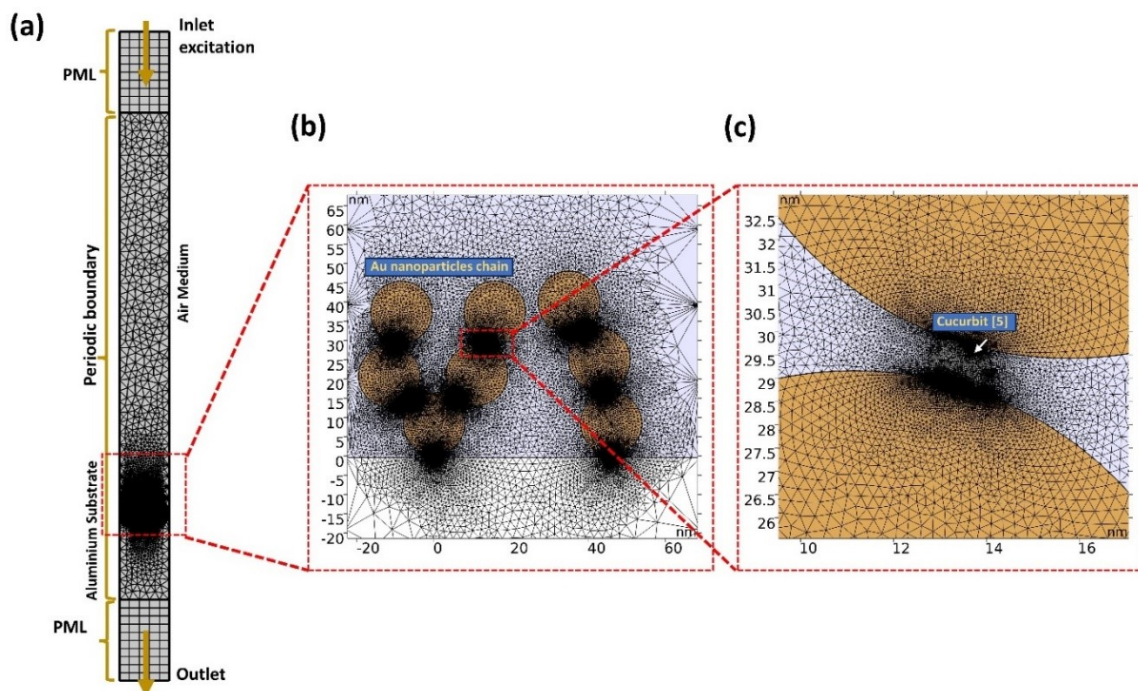 (a)
Inlet
excitation
PML
Periodic boundary
Air Medium
Aluminium Substrate
PML
Outlet
(b)
nm
65
60
55
50
45
40
35
30
25
20
15
10
5
0
-5
-10
-15
-20
Au nanoparticles chain
-20 0 20 40 60 nm
(c)
nm
32.5
32
31.5
31
30.5
30
29.5
29
28.5
28
27.5
27
26.5
26
Cucurbit [5]
10 12 14 16 nm